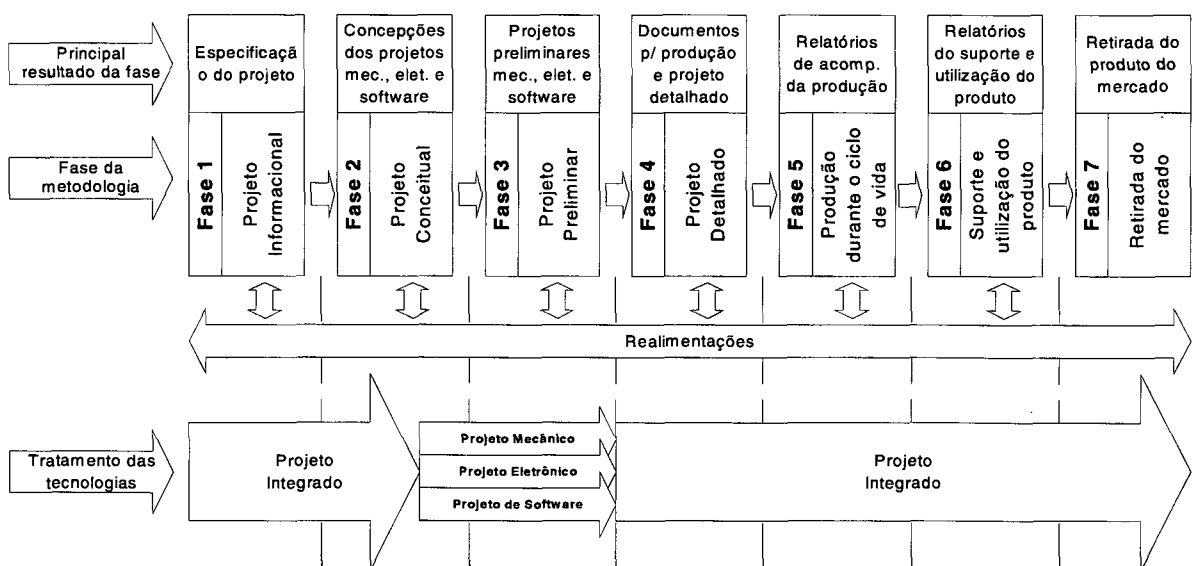 Principal
resultado da fase
Especificaçã
o do projeto
Concepções
dos projetos
mec., elet. e
software
Projetos
preliminares
mec., elet. e
software
Documentos
p/ produção
e projeto
detalhado
Relatórios
de acomp.
da produção
Relatórios
do suporte e
utilização do
produto
Retirada do
produto do
mercado
Fase da
metodologia
Fase 1
Projeto
Informacional
Fase 2
Projeto
Conceitual
Fase 3
Projeto
Preliminar
Fase 4
Projeto
Detalhado
Fase 5
Produção
durante o ciclo
de vida
Fase 6
Suporte e
utilização do
produto
Fase 7
Retirada do
mercado
Realimentações
Tratamento das
tecnologias
Projeto
Integrado
Projeto Mecânico
Projeto Eletrônico
Projeto de Software
Projeto
Integrado